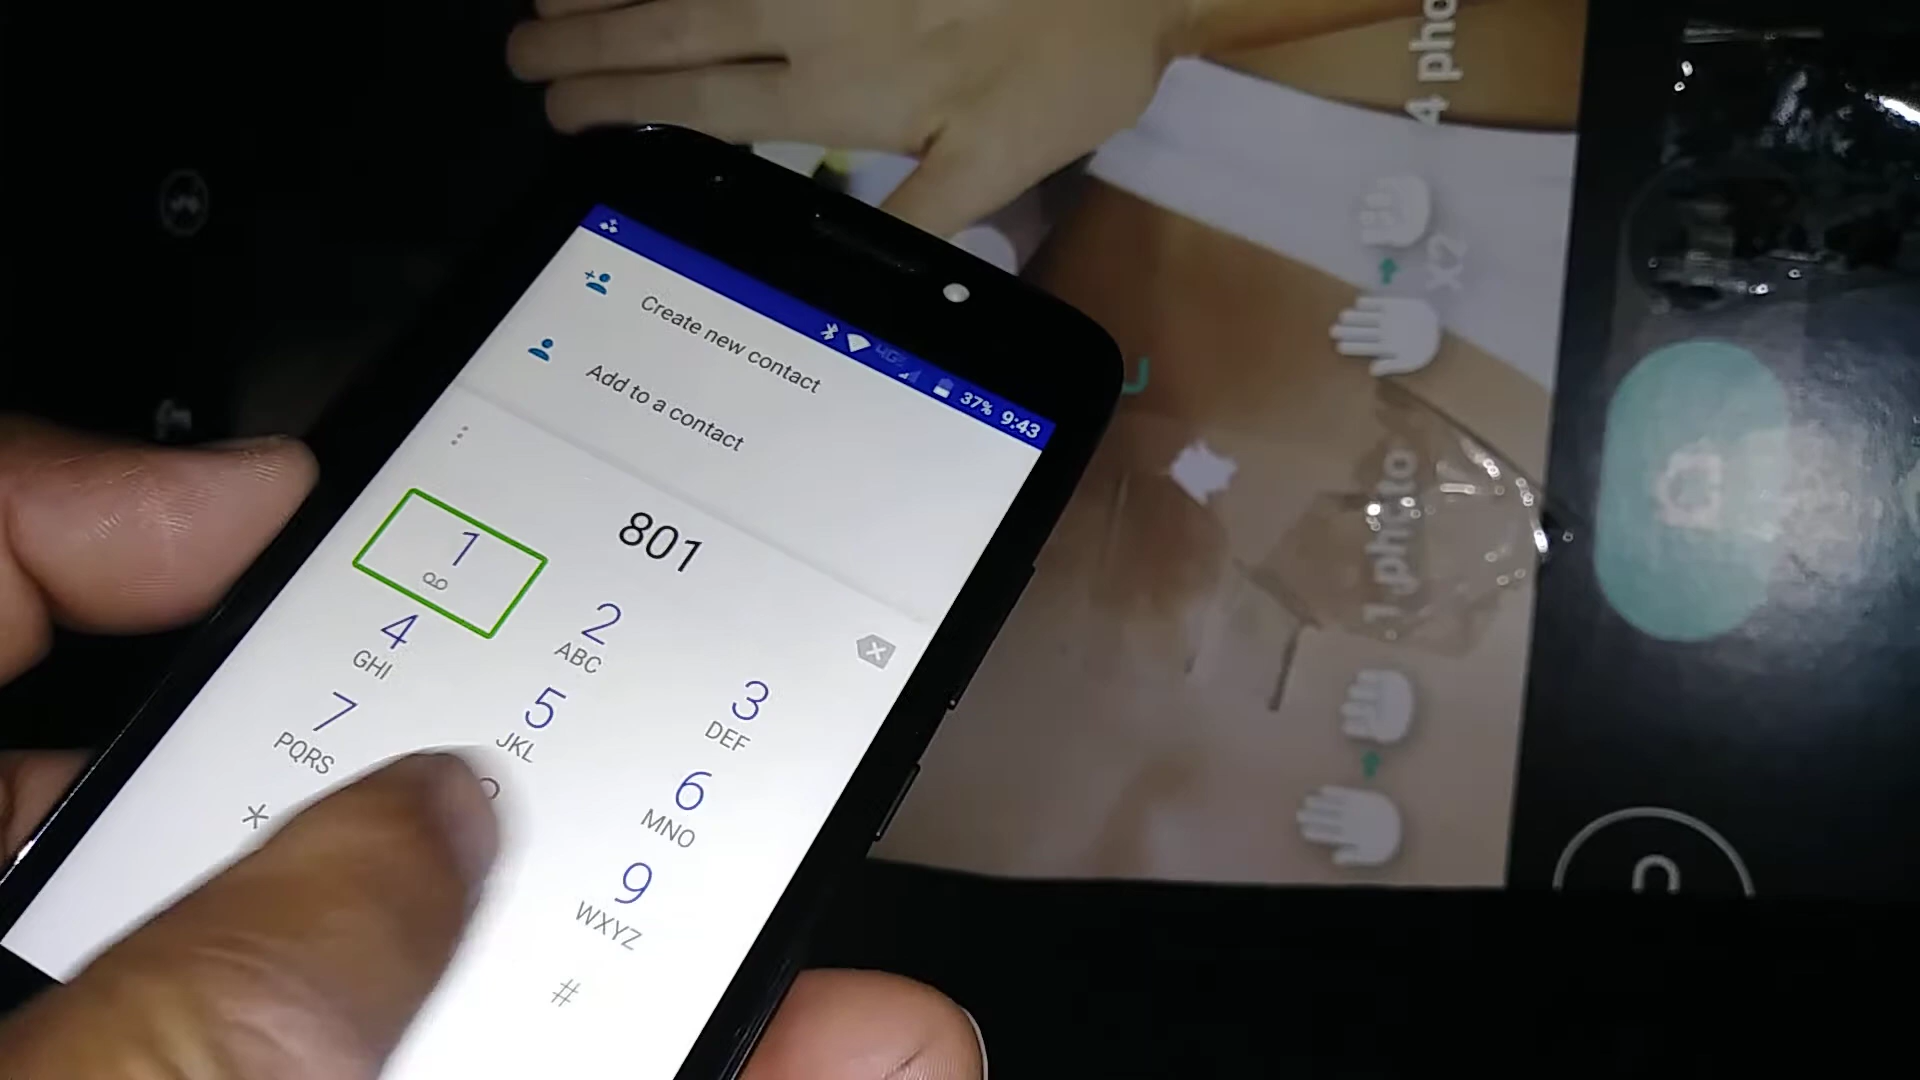 37% 9:43
Create new contact
Add to a contact
801
1
2
ABC
3
DEF
4
GHI
5
JKL
6
MNO
7
PQRS
9
WXYZ
*
#
4 pho
X2
1 photo